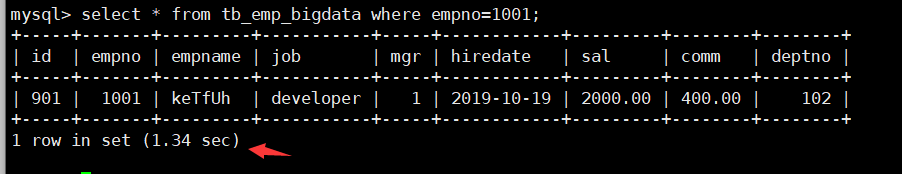 mysql> select * from tb_emp_bigdata where empno=1001;
+-----+-------+---------+-----------+-----+------------+---------+--------+--------+
| id  | empno | empname | job       | mgr | hiredate   | sal     | comm   | deptno |
+-----+-------+---------+-----------+-----+------------+---------+--------+--------+
| 901 |  1001 | keTfUh  | developer |   1 | 2019-10-19 | 2000.00 | 400.00 |    102 |
+-----+-------+---------+-----------+-----+------------+---------+--------+--------+
1 row in set (1.34 sec)